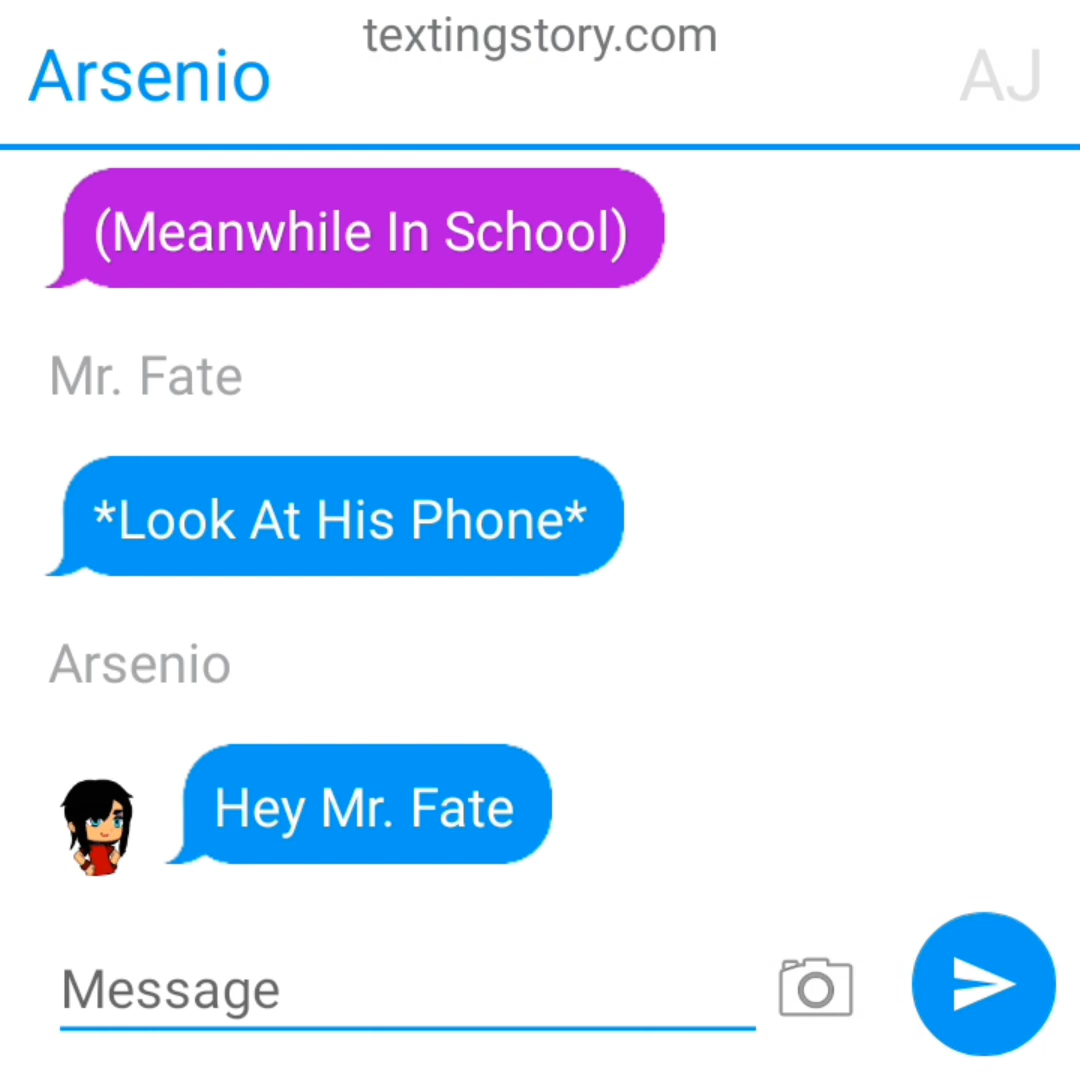 textingstory.com
Arsenio
AJ
(Meanwhile In School)
Mr. Fate
*Look At His Phone*
Arsenio
Hey Mr. Fate
Message